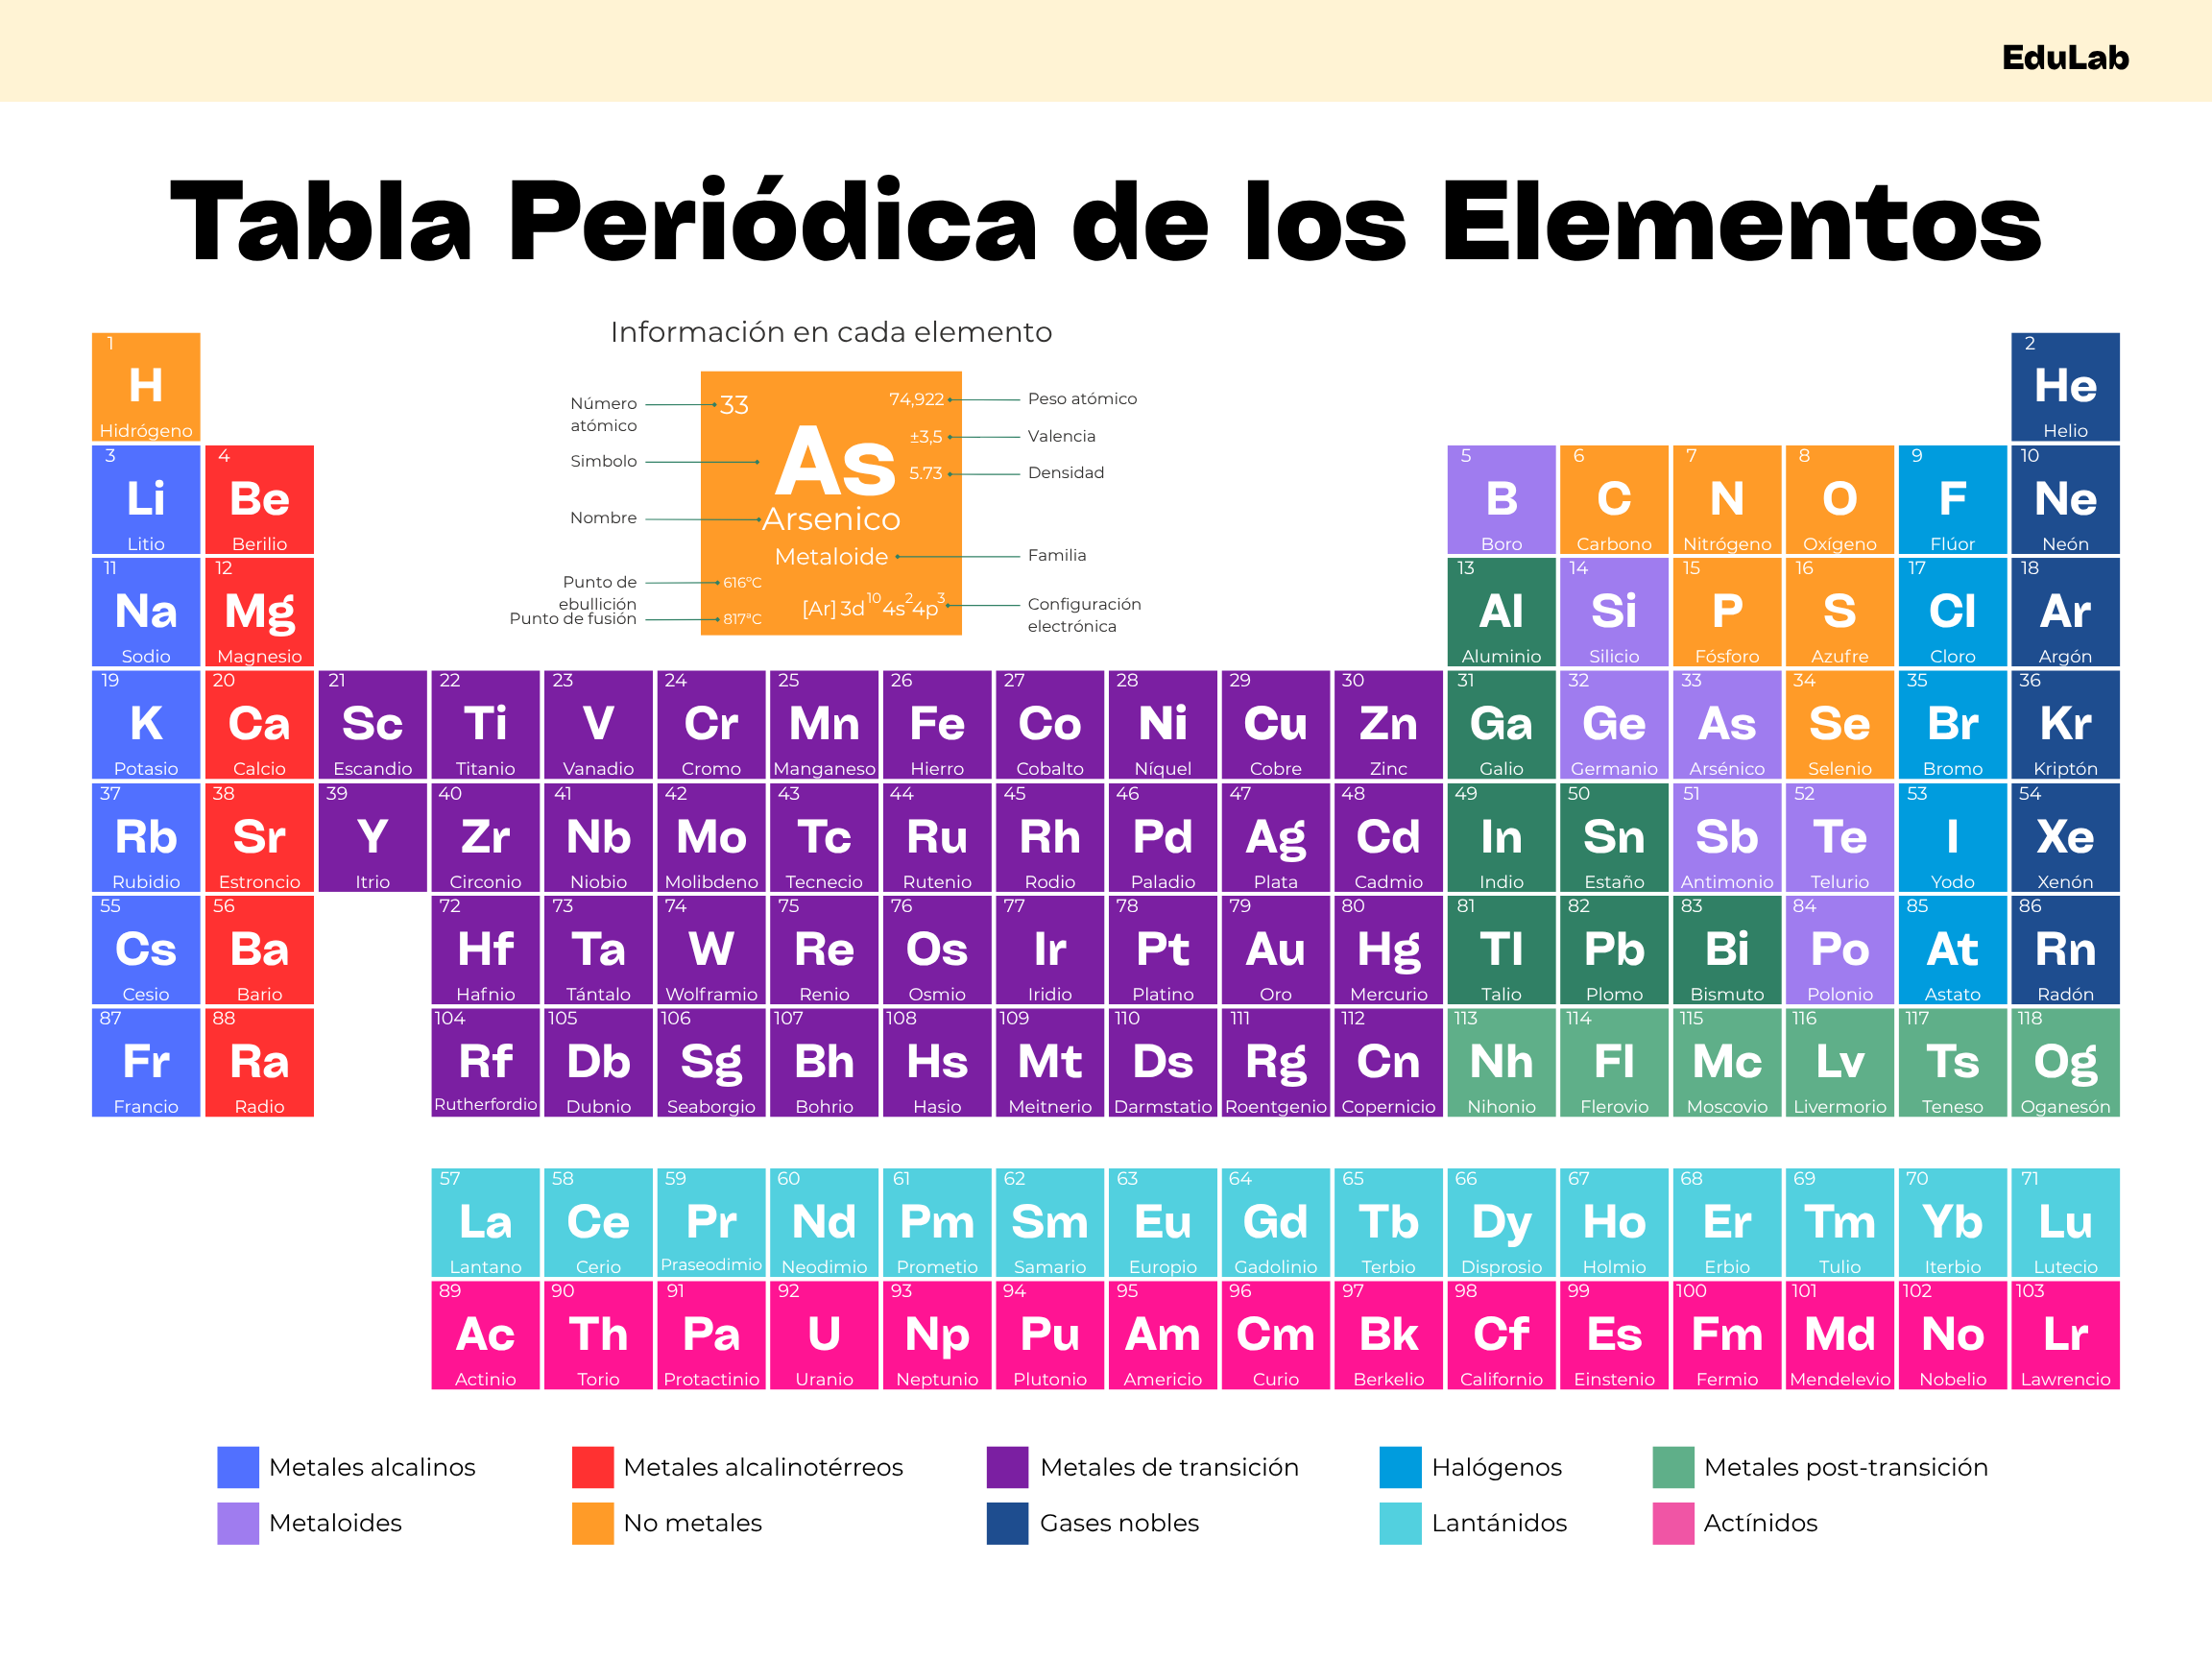 EduLab
Tabla Periódica de los Elementos
Información en cada elemento
Número
atómico
Simbolo
Nombre
Punto de
ebullición
Punto de fusión
33
74,922
±3,5
As
5.73
Arsenico
Metaloide
616ºC
[Ar] 3d¹⁰ 4s² 4p³
817ºC
Peso atómico
Valencia
Densidad
Familia
Configuración
electrónica
1 2
H He
Hidrógeno Helio
3 4 5 6 7 8 9 10
Li Be B C N O F Ne
Litio Berilio Boro Carbono Nitrógeno Oxígeno Flúor Neón
11 12 13 14 15 16 17 18
Na Mg Al Si P S Cl Ar
Sodio Magnesio Aluminio Silicio Fósforo Azufre Cloro Argón
19 20 21 22 23 24 25 26 27 28 29 30 31 32 33 34 35 36
K Ca Sc Ti V Cr Mn Fe Co Ni Cu Zn Ga Ge As Se Br Kr
Potasio Calcio Escandio Titanio Vanadio Cromo Manganeso Hierro Cobalto Níquel Cobre Zinc Galio Germanio Arsénico Selenio Bromo Kriptón
37 38 39 40 41 42 43 44 45 46 47 48 49 50 51 52 53 54
Rb Sr Y Zr Nb Mo Tc Ru Rh Pd Ag Cd In Sn Sb Te I Xe
Rubidio Estroncio Itrio Circonio Niobio Molibdeno Tecnecio Rutenio Rodio Paladio Plata Cadmio Indio Estaño Antimonio Telurio Yodo Xenón
55 56 72 73 74 75 76 77 78 79 80 81 82 83 84 85 86
Cs Ba Hf Ta W Re Os Ir Pt Au Hg Tl Pb Bi Po At Rn
Cesio Bario Hafnio Tántalo Wolframio Renio Osmio Iridio Platino Oro Mercurio Talio Plomo Bismuto Polonio Astato Radón
87 88 104 105 106 107 108 109 110 111 112 113 114 115 116 117 118
Fr Ra Rf Db Sg Bh Hs Mt Ds Rg Cn Nh Fl Mc Lv Ts Og
Francio Radio Rutherfordio Dubnio Seaborgio Bohrio Hasio Meitnerio Darmstatio Roentgenio Copernicio Nihonio Flerovio Moscovio Livermorio Teneso Oganesón
57 58 59 60 61 62 63 64 65 66 67 68 69 70 71
La Ce Pr Nd Pm Sm Eu Gd Tb Dy Ho Er Tm Yb Lu
Lantano Cerio Praseodimio Neodimio Prometio Samario Europio Gadolinio Terbio Disprosio Holmio Erbio Tulio Iterbio Lutecio
89 90 91 92 93 94 95 96 97 98 99 100 101 102 103
Ac Th Pa U Np Pu Am Cm Bk Cf Es Fm Md No Lr
Actinio Torio Protactinio Uranio Neptunio Plutonio Americio Curio Berkelio Californio Einstenio Fermio Mendelevio Nobelio Lawrencio
Metales alcalinos Metales alcalinotérreos Metales de transición Halógenos Metales post-transición
Metaloides No metales Gases nobles Lantánidos Actínidos